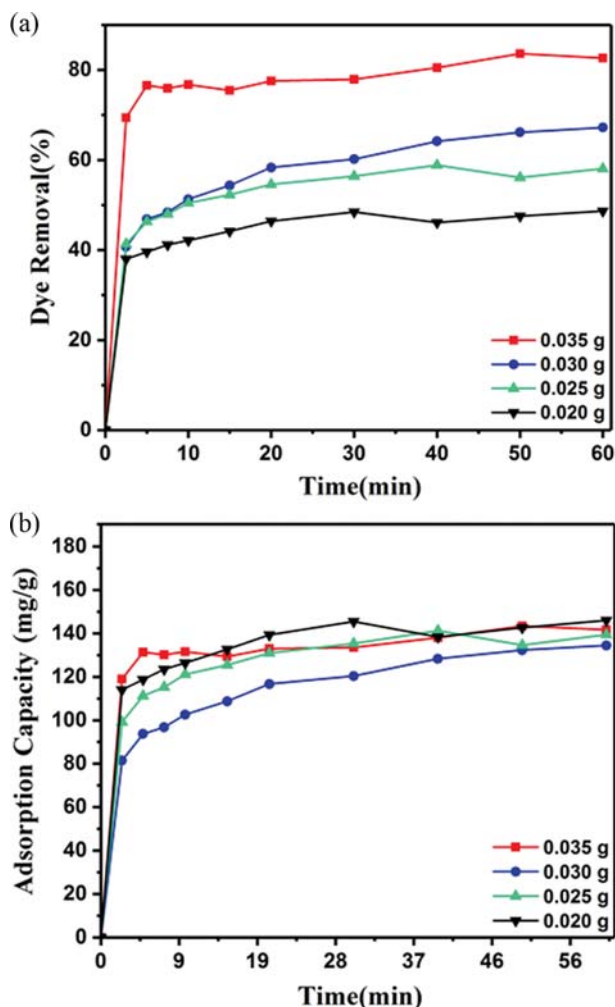 (a)
80
60
40
20
0
Dye Removal(%)
0.035 g
0.030 g
0.025 g
0.020 g
0 10 20 30 40 50 60
Time(min)
(b)
180
160
140
120
100
80
60
40
20
0
Adsorption Capacity (mg/g)
0.035 g
0.030 g
0.025 g
0.020 g
0 9 19 28 37 46 56
Time(min)